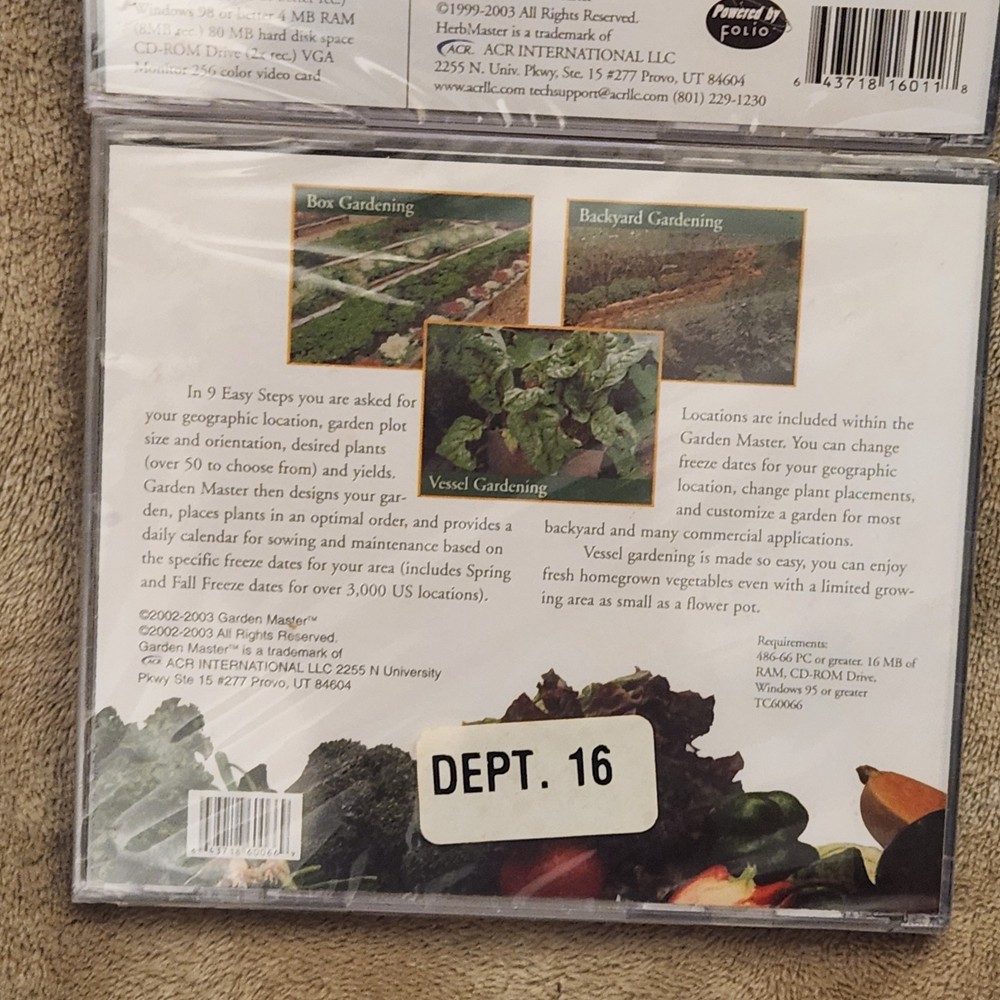 Windows 98 or better 4 MB RAM
(8MB rec.) 80 MB hard disk space
CD-ROM Drive (2x rec.) VGA
Monitor 256 color video card
©1999-2003 All Rights Reserved.
HerbMaster is a trademark of
ACR. ACR INTERNATIONAL LLC
2255 N. Univ. Pkwy, Ste. 15 #277 Provo, UT 84604
www.acrllc.com techsupport@acrllc.com (801) 229-1230
Powered by
FOLIO
6 43718 16011 8
Box Gardening
Backyard Gardening
Vessel Gardening
In 9 Easy Steps you are asked for
your geographic location, garden plot
size and orientation, desired plants
(over 50 to choose from) and yields.
Garden Master then designs your gar-
den, places plants in an optimal order, and provides a
daily calendar for sowing and maintenance based on
the specific freeze dates for your area (includes Spring
and Fall Freeze dates for over 3,000 US locations).
Locations are included within the
Garden Master. You can change
freeze dates for your geographic
location, change plant placements,
and customize a garden for most
backyard and many commercial applications.
Vessel gardening is made so easy, you can enjoy
fresh homegrown vegetables even with a limited grow-
ing area as small as a flower pot.
©2002-2003 Garden Master™
©2002-2003 All Rights Reserved.
Garden Master™ is a trademark of
ACR ACR INTERNATIONAL LLC 2255 N University
Pkwy Ste 15 #277 Provo, UT 84604
Requirements:
486-66 PC or greater. 16 MB of
RAM, CD-ROM Drive,
Windows 95 or greater
TC60066
DEPT. 16